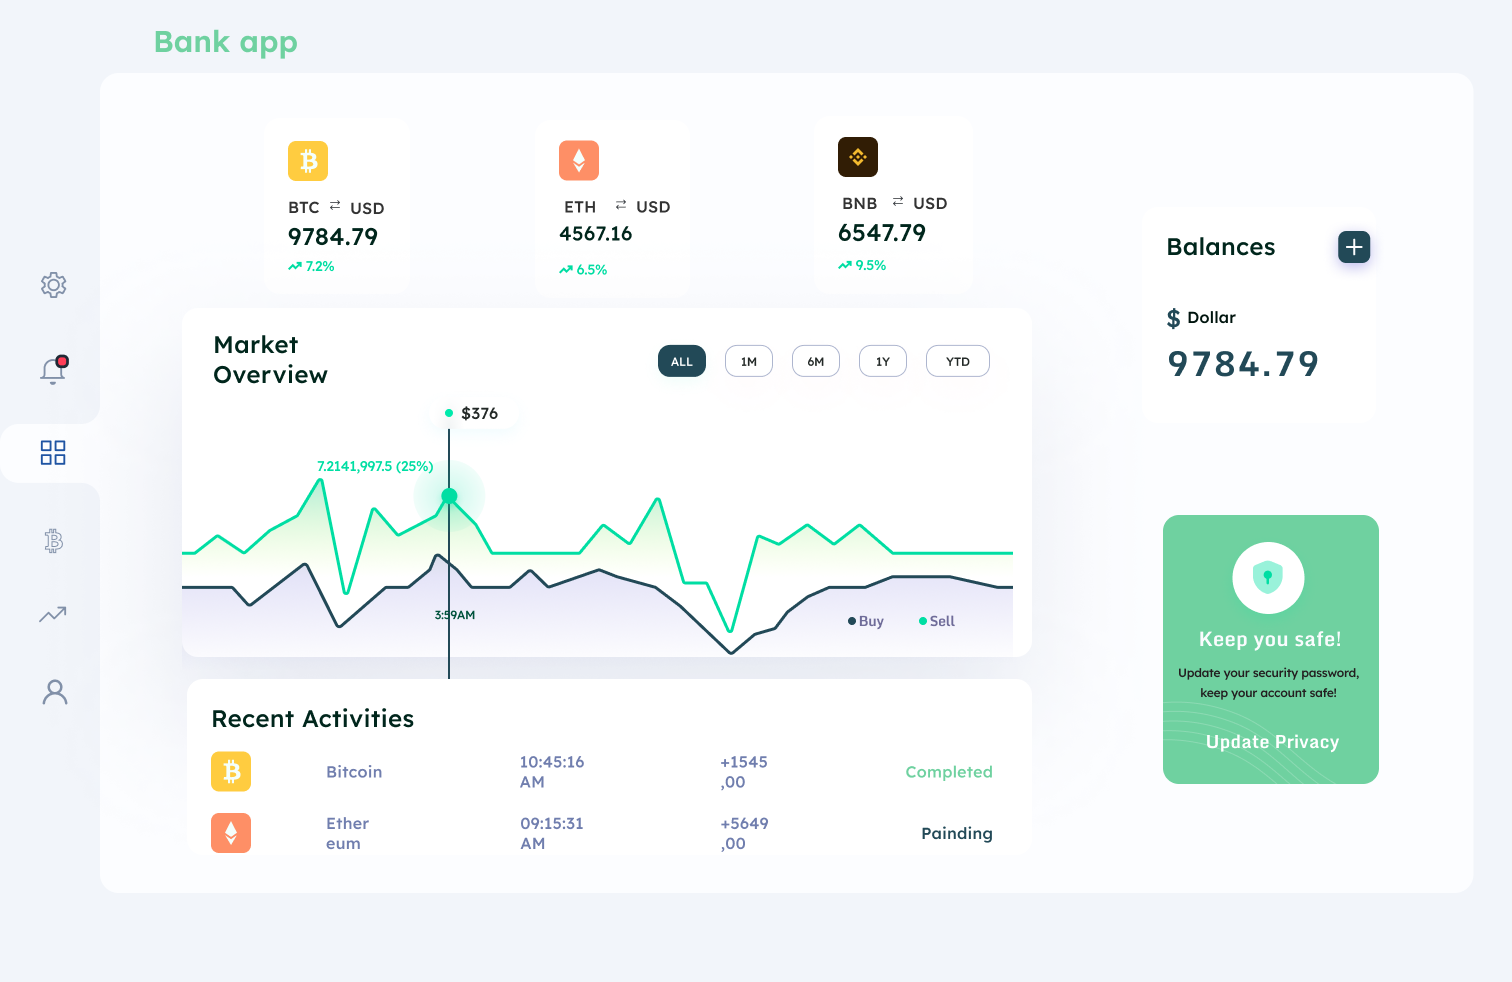 Bank app
BTC ⇄ USD
9784.79
7.2%
ETH ⇄ USD
4567.16
6.5%
BNB ⇄ USD
6547.79
9.5%
Balances
$ Dollar
9784.79
Market
Overview
ALL 1M 6M 1Y YTD
$376
7.2141,997.5 (25%)
3:59AM
Buy Sell
Keep you safe!
Update your security password,
keep your account safe!
Update Privacy
Recent Activities
Bitcoin
10:45:16
AM
+1545
,00
Completed
Ether
eum
09:15:31
AM
+5649
,00
Painding